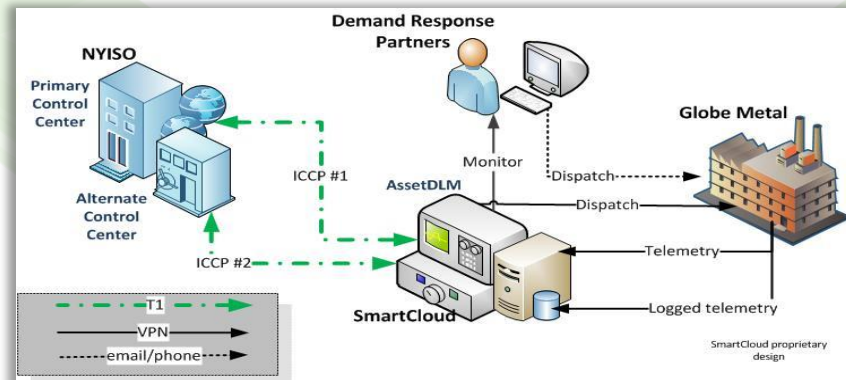 Demand Response
Partners
NYISO
Primary
Control
Center
Alternate
Control
Center
ICCP #1
ICCP #2
Monitor
AssetDLM
SmartCloud
Globe Metal
Dispatch
Dispatch
Telemetry
Logged telemetry
T1
VPN
email/phone
SmartCloud proprietary
design